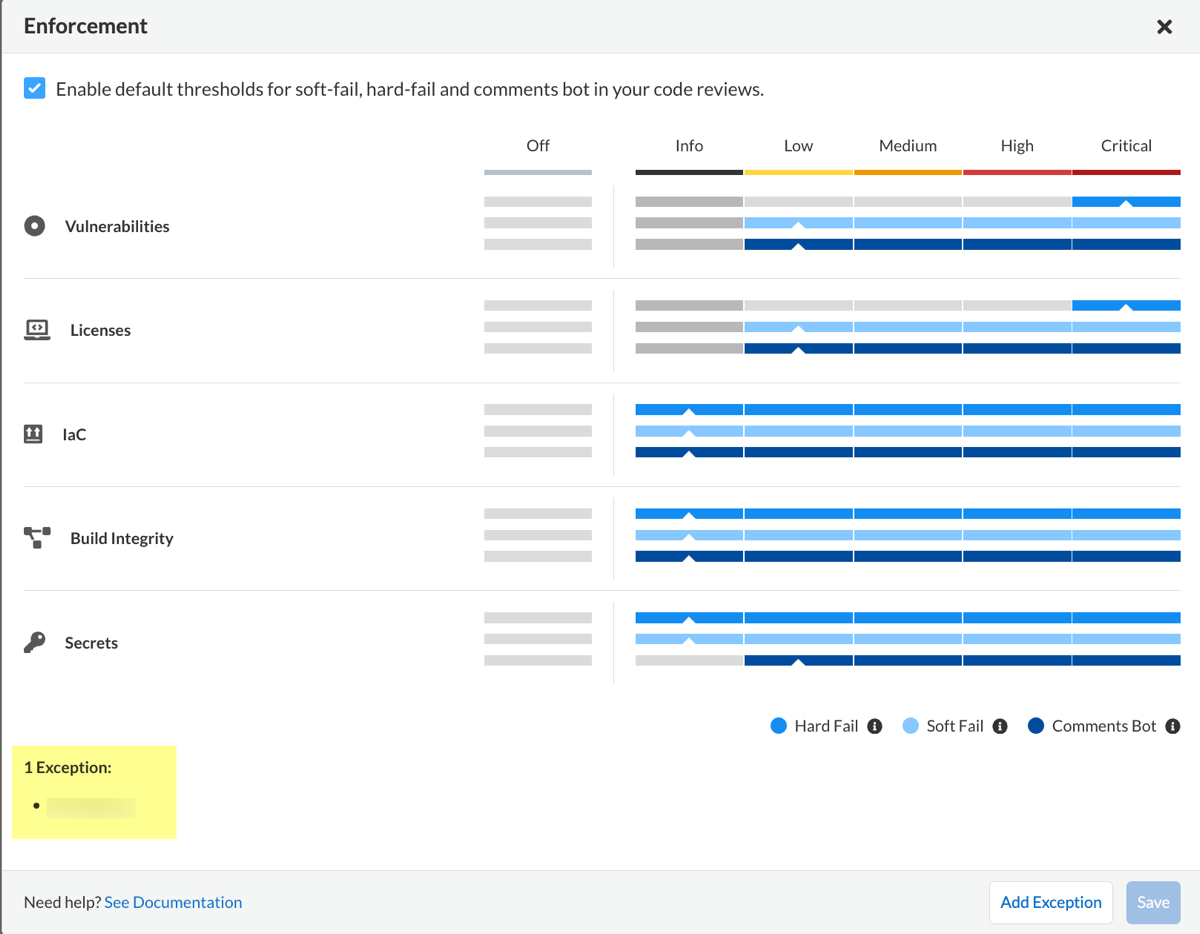 Enforcement
Enable default thresholds for soft-fail, hard-fail and comments bot in your code reviews.
Off Info Low Medium High Critical
Vulnerabilities
Licenses
IaC
Build Integrity
Secrets
Hard Fail Soft Fail Comments Bot
1 Exception:
Need help? See Documentation Add Exception Save